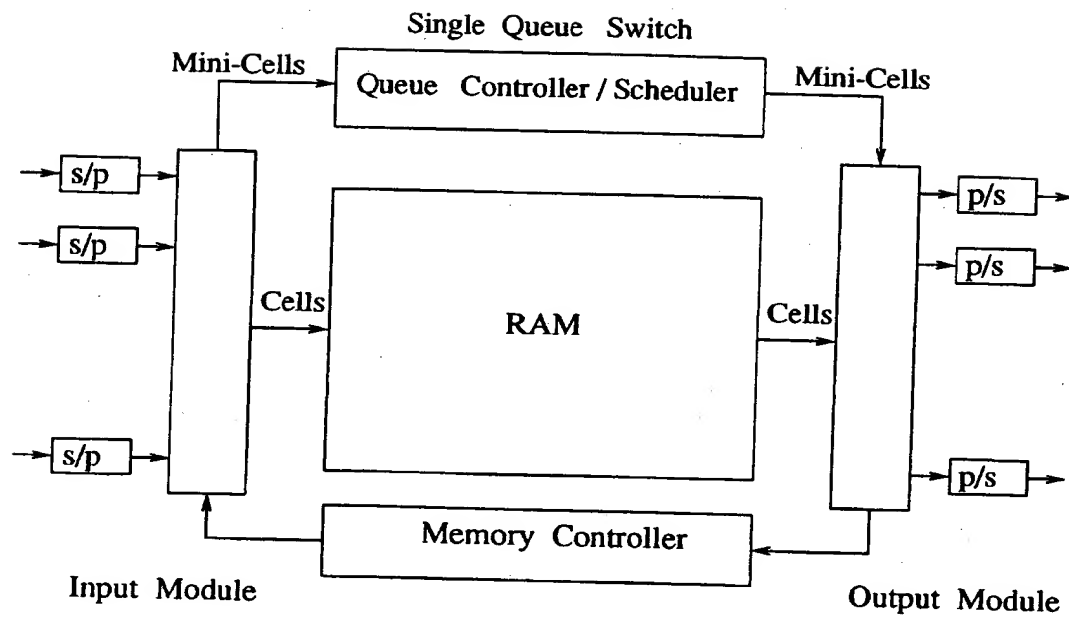 Single Queue Switch
Mini-Cells
Queue Controller / Scheduler
Mini-Cells
s/p
p/s
s/p
p/s
Cells
RAM
Cells
s/p
p/s
Memory Controller
Input Module
Output Module